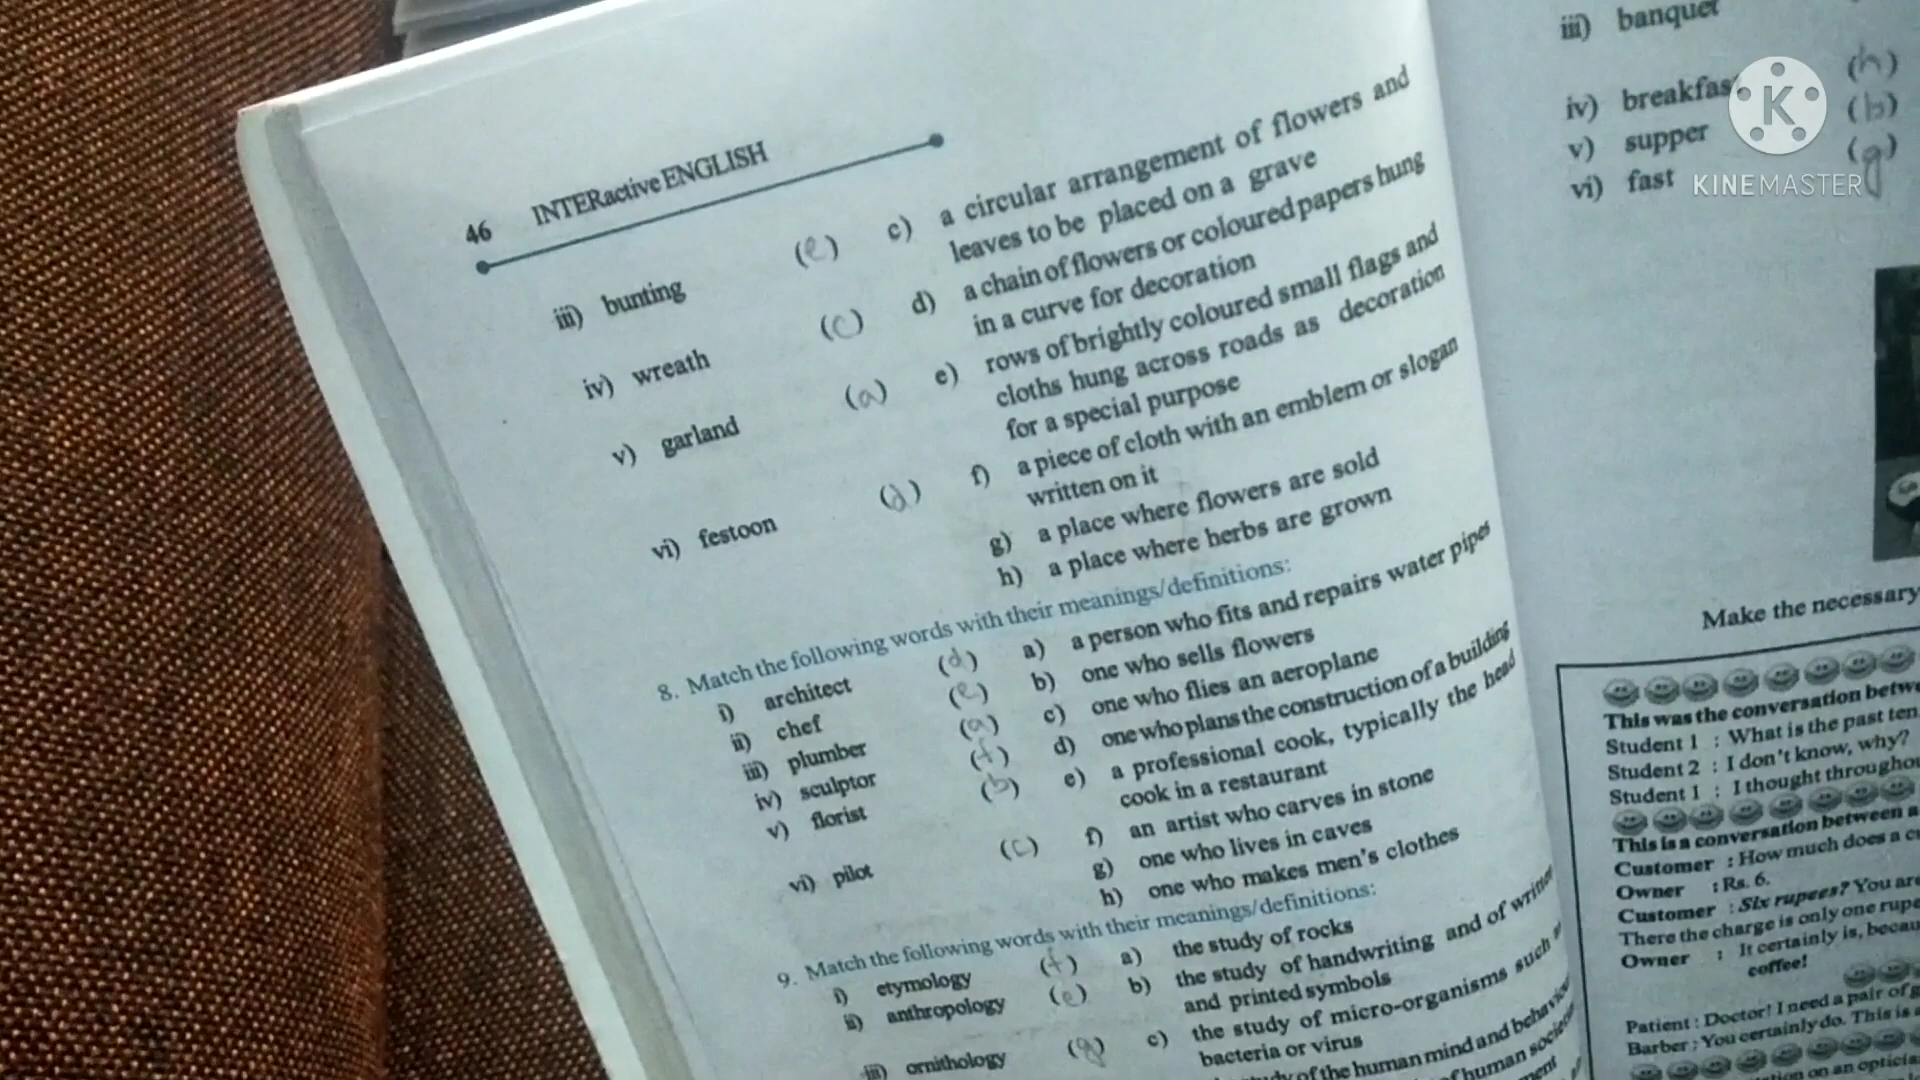 46 INTERactive ENGLISH
iii) bunting (e) c) a circular arrangement of flowers and
leaves to be placed on a grave
iv) wreath (c) d) a chain of flowers or coloured papers hung
in a curve for decoration
v) garland (a) e) rows of brightly coloured small flags and
cloths hung across roads as decoration
for a special purpose
vi) festoon (d) f) a piece of cloth with an emblem or slogan
written on it
g) a place where flowers are sold
h) a place where herbs are grown
8. Match the following words with their meanings/definitions:
i) architect (d) a) a person who fits and repairs water pipes
ii) chef (e) b) one who sells flowers
iii) plumber (a) c) one who flies an aeroplane
iv) sculptor (f) d) one who plans the construction of a building
v) florist (b) e) a professional cook, typically the head
cook in a restaurant
vi) pilot (c) f) an artist who carves in stone
g) one who lives in caves
h) one who makes men's clothes
9. Match the following words with their meanings/definitions:
i) etymology (f) a) the study of rocks
ii) anthropology (e) b) the study of handwriting and of written
and printed symbols
iii) ornithology (g) c) the study of micro-organisms such
bacteria or virus
of the human mind and
of human
iii) banquet
iv) breakfas (h)
v) supper (b)
vi) fast (g)
K
KINEMASTER
Make the necessary
This was the conversation
Student 1 : What is the past
Student 2 : I don't know, why?
Student 1 : I thought
This is a conversation between a
Customer : How much does a
Owner : Rs. 6.
Customer : Six rupees? You are
There the charge is only one
Owner : It certainly is,
coffee!
Patient : Doctor! I need a pair of
Barber : You certainly do. This is a
on an